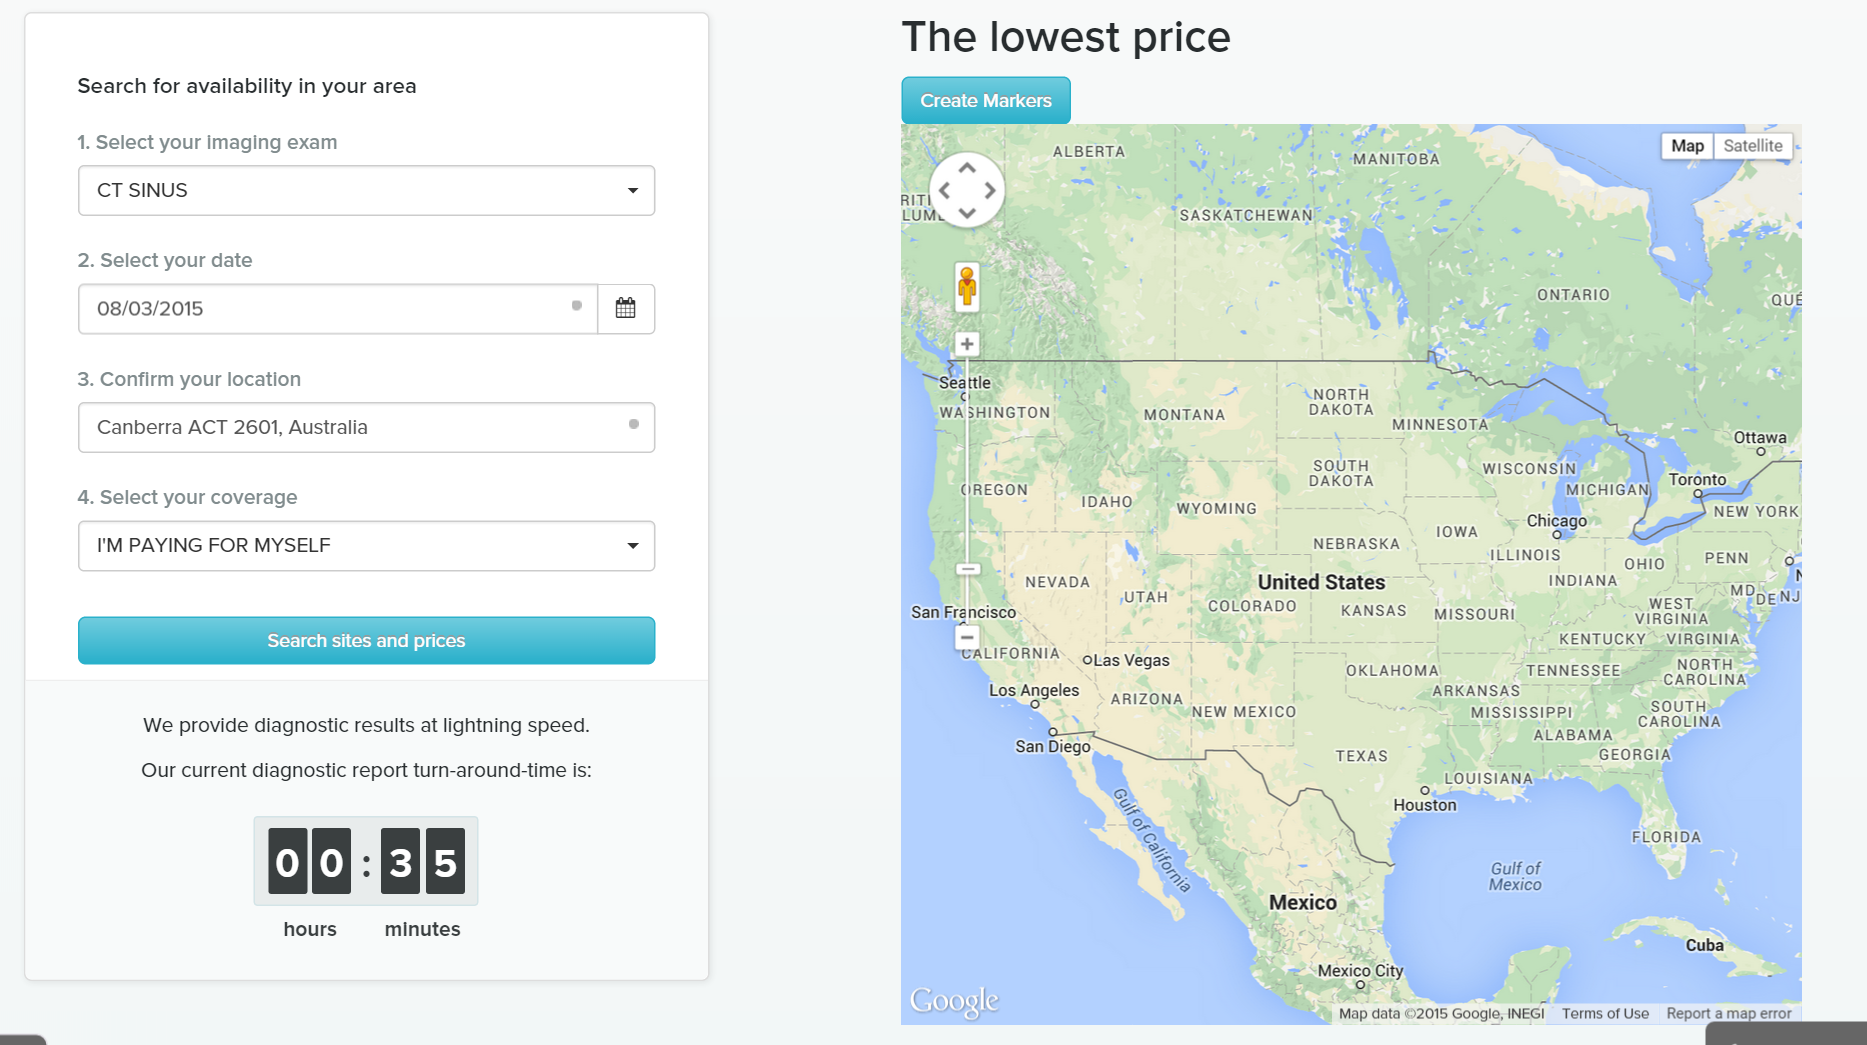 Search for availability in your area
1. Select your imaging exam
CT SINUS
2. Select your date
08/03/2015
3. Confirm your location
Canberra ACT 2601, Australia
4. Select your coverage
I'M PAYING FOR MYSELF
Search sites and prices
We provide diagnostic results at lightning speed.
Our current diagnostic report turn-around-time is:
00:35
hours minutes
The lowest price
Create Markers
Map Satellite
ALBERTA
MANITOBA
SASKATCHEWAN
ONTARIO
Seattle
WASHINGTON
MONTANA
NORTH
DAKOTA
MINNESOTA
Ottawa
OREGON
IDAHO
WYOMING
SOUTH
DAKOTA
WISCONSIN
MICHIGAN
Toronto
NEW YORK
Chicago
IOWA
NEBRASKA
ILLINOIS
INDIANA
OHIO
PENN
NEVADA
UTAH
United States
COLORADO
KANSAS
MISSOURI
WEST
VIRGINIA
MD
DE
NJ
San Francisco
CALIFORNIA
Las Vegas
KENTUCKY
VIRGINIA
OKLAHOMA
TENNESSEE
NORTH
CAROLINA
Los Angeles
ARIZONA
NEW MEXICO
ARKANSAS
MISSISSIPPI
SOUTH
CAROLINA
San Diego
TEXAS
ALABAMA
GEORGIA
LOUISIANA
Houston
FLORIDA
Gulf of California
Gulf of
Mexico
Mexico
Cuba
Mexico City
Google
Map data ©2015 Google, INEGI Terms of Use Report a map error